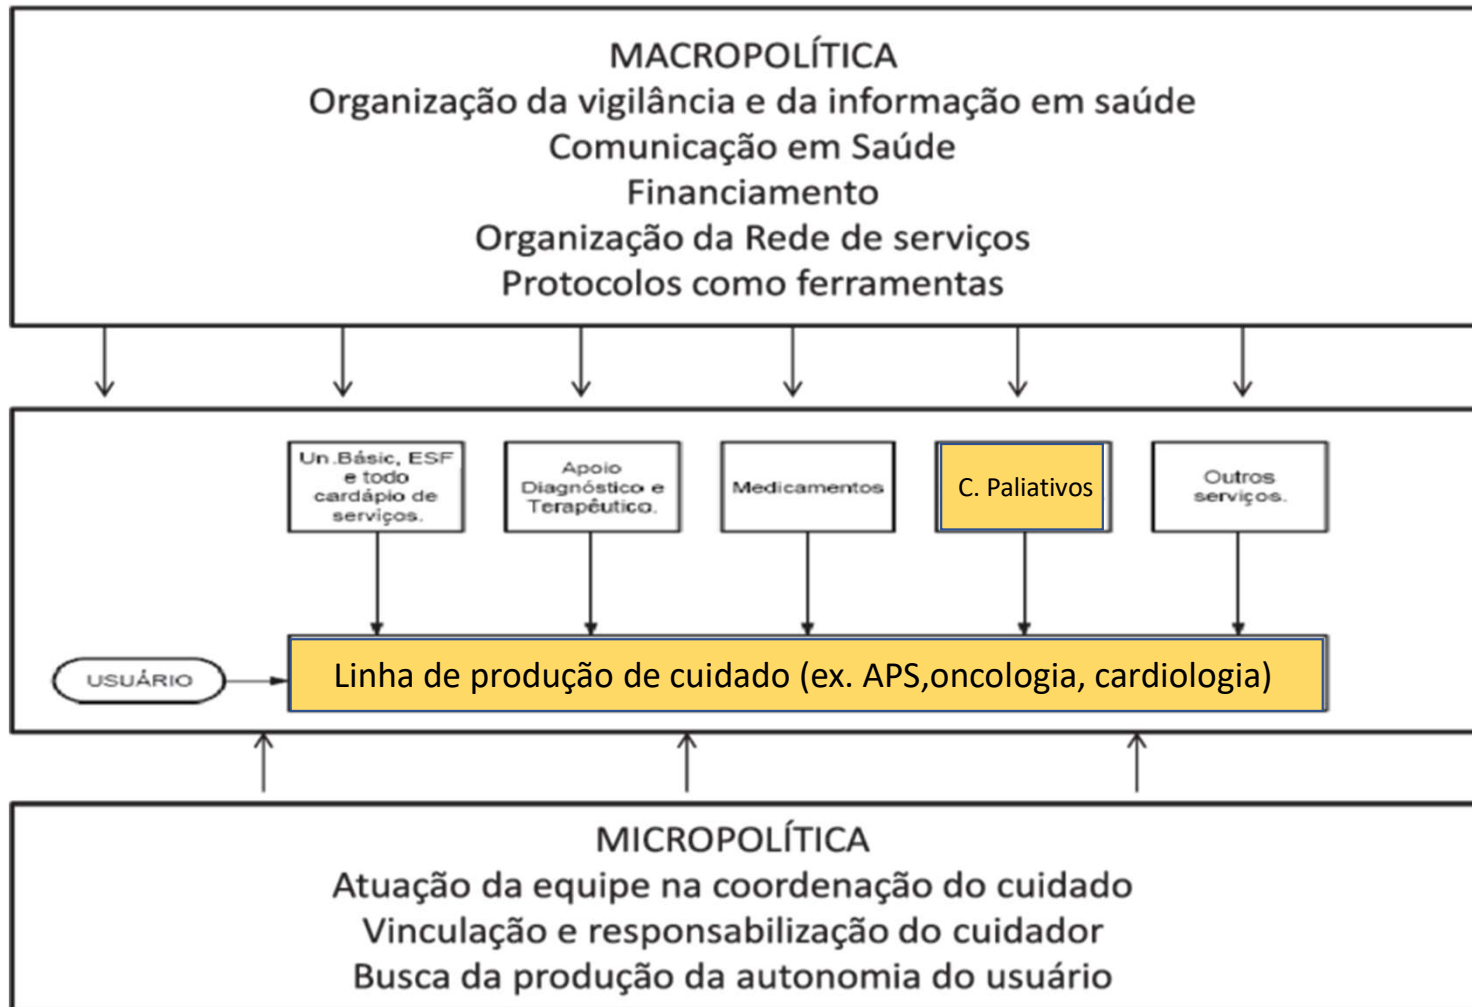 MACROPOLÍTICA
Organização da vigilância e da informação em saúde
Comunicação em Saúde
Financiamento
Organização da Rede de serviços
Protocolos como ferramentas
Un.Básic, ESF
e todo
cardápio de
serviços.
Apoio
Diagnóstico e
Terapêutico.
Medicamentos
C. Paliativos
Outros
serviços.
USUÁRIO
Linha de produção de cuidado (ex. APS,oncologia, cardiologia)
MICROPOLÍTICA
Atuação da equipe na coordenação do cuidado
Vinculação e responsabilização do cuidador
Busca da produção da autonomia do usuário